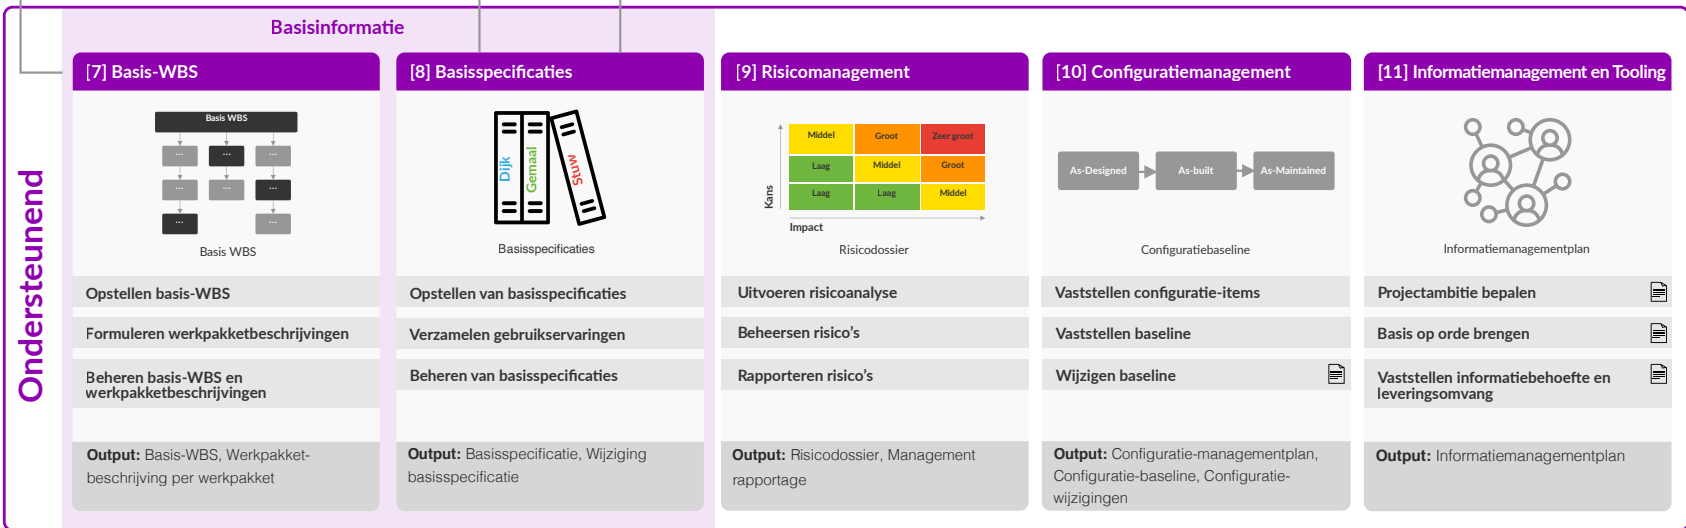 Basisinformatie
Ondersteunend
[7] Basis-WBS
Basis WBS
...
...
...
...
...
...
...
...
Basis WBS
Opstellen basis-WBS
Formuleren werkpakketbeschrijvingen
Beheren basis-WBS en
werkpakketbeschrijvingen
Output: Basis-WBS, Werkpakket-
beschrijving per werkpakket
[8] Basisspecificaties
Dijk
Gemaal
Stuw
Basisspecificaties
Opstellen van basisspecificaties
Verzamelen gebruikservaringen
Beheren van basisspecificaties
Output: Basisspecificatie, Wijziging
basisspecificatie
[9] Risicomanagement
Kans
Middel
Groot
Zeer groot
Laag
Middel
Groot
Laag
Laag
Middel
Impact
Risicodossier
Uitvoeren risicoanalyse
Beheersen risico's
Rapporteren risico's
Output: Risicodossier, Management
rapportage
[10] Configuratiemanagement
As-Designed
As-built
As-Maintained
Configuratiebaseline
Vaststellen configuratie-items
Vaststellen baseline
Wijzigen baseline
Output: Configuratie-managementplan,
Configuratie-baseline, Configuratie-
wijzigingen
[11] Informatiemanagement en Tooling
Informatiemanagementplan
Projectambitie bepalen
Basis op orde brengen
Vaststellen informatiebehoefte en
leveringsomvang
Output: Informatiemanagementplan